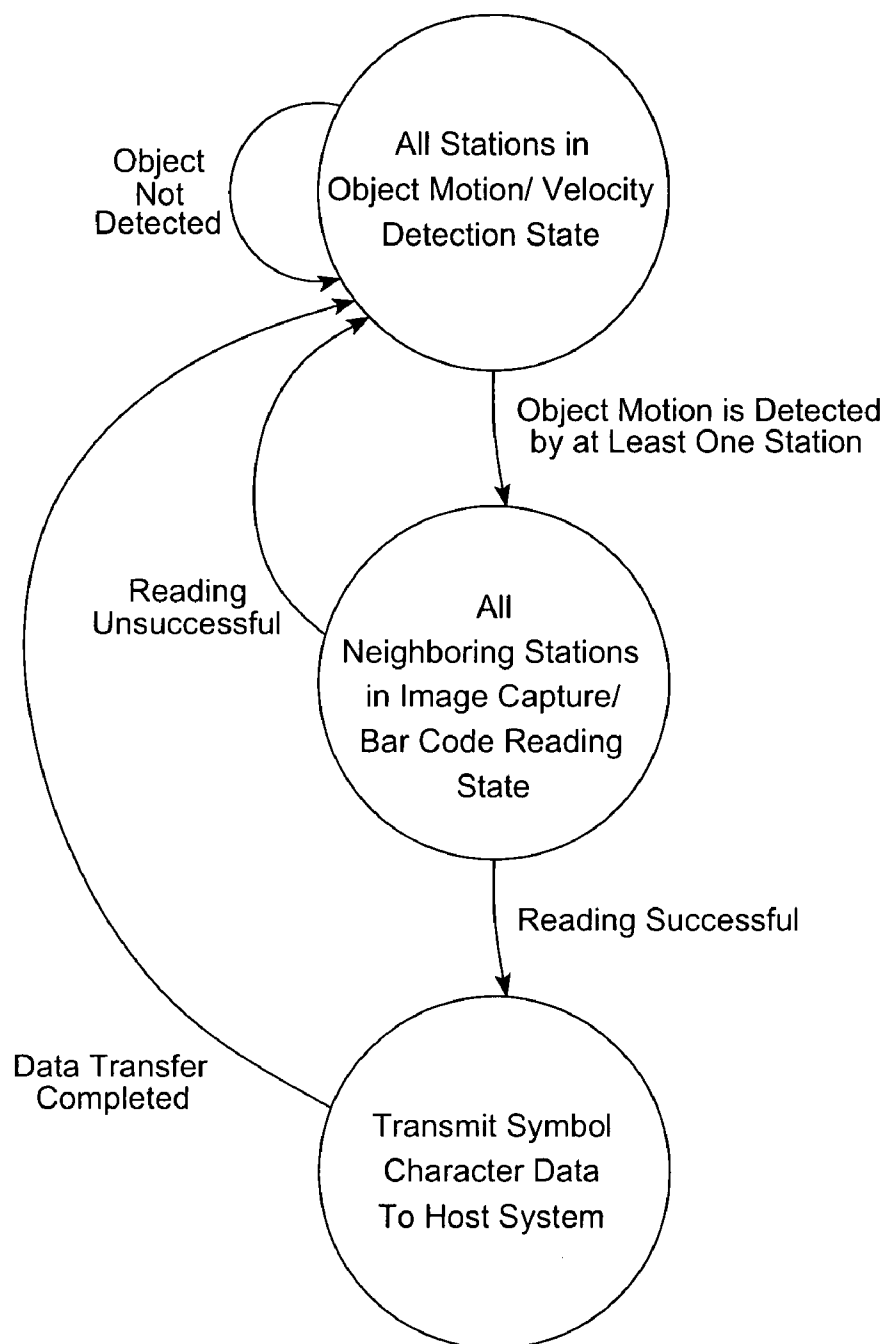 Object
Not
Detected
All Stations in
Object Motion/ Velocity
Detection State
Object Motion is Detected
by at Least One Station
Reading
Unsuccessful
All
Neighboring Stations
in Image Capture/
Bar Code Reading
State
Reading Successful
Data Transfer
Completed
Transmit Symbol
Character Data
To Host System